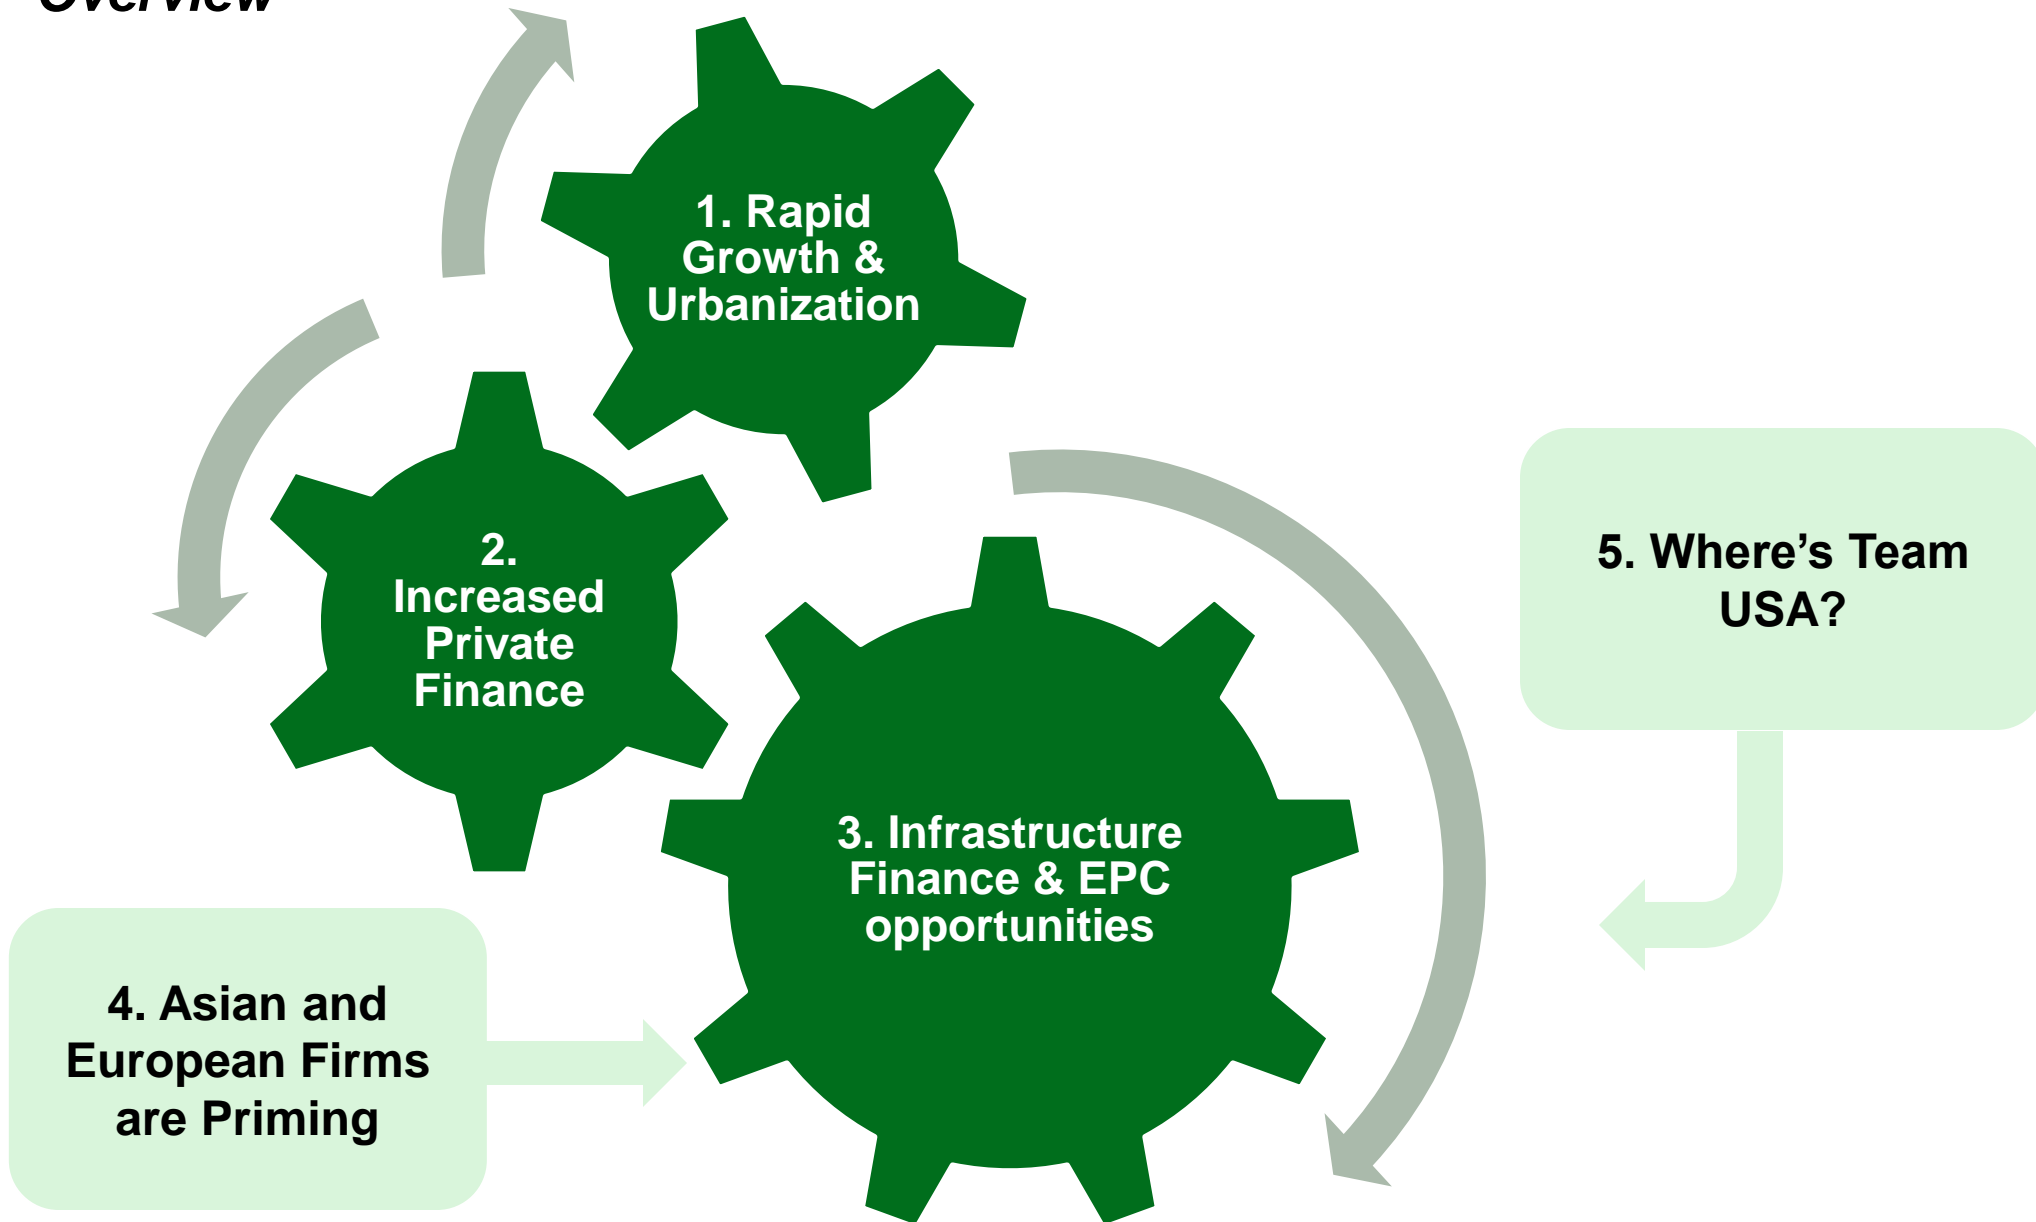 Overview
1. Rapid
Growth &
Urbanization
2.
Increased
Private
Finance
3. Infrastructure
Finance & EPC
opportunities
4. Asian and
European Firms
are Priming
5. Where’s Team
USA?